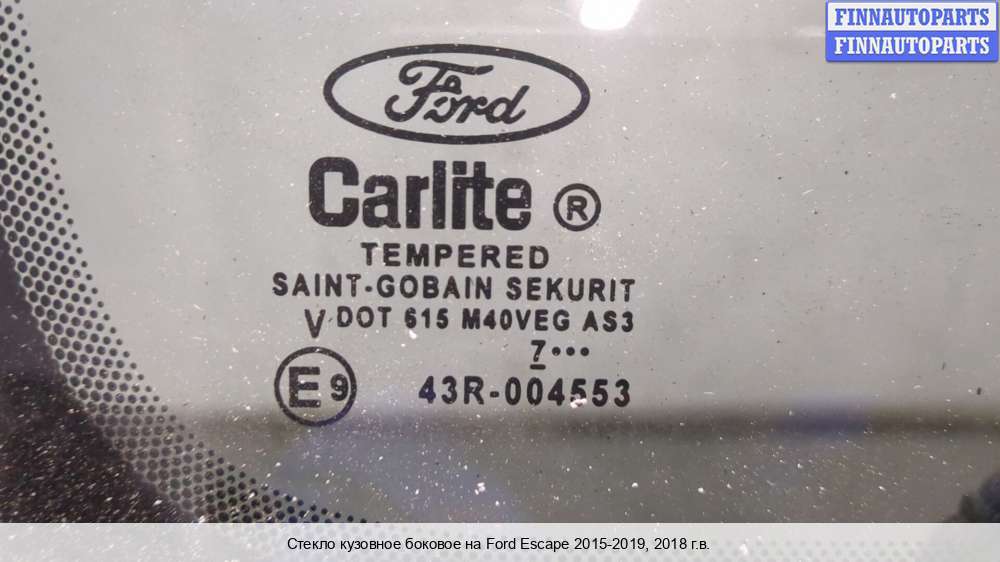 FINNAUTOPARTS
FINNAUTOPARTS
Ford
Carlite ®
TEMPERED
SAINT-GOBAIN SEKURIT
V DOT 615 M40VEG AS3
7•••
E9 43R-004553
Стекло кузовное боковое на Ford Escape 2015-2019, 2018 г.в.